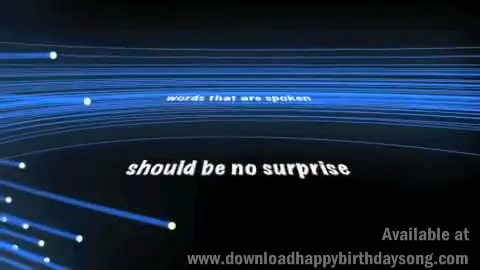 words that are spoken
should be no surprise
Available at
www.downloadhappybirthdaysong.com